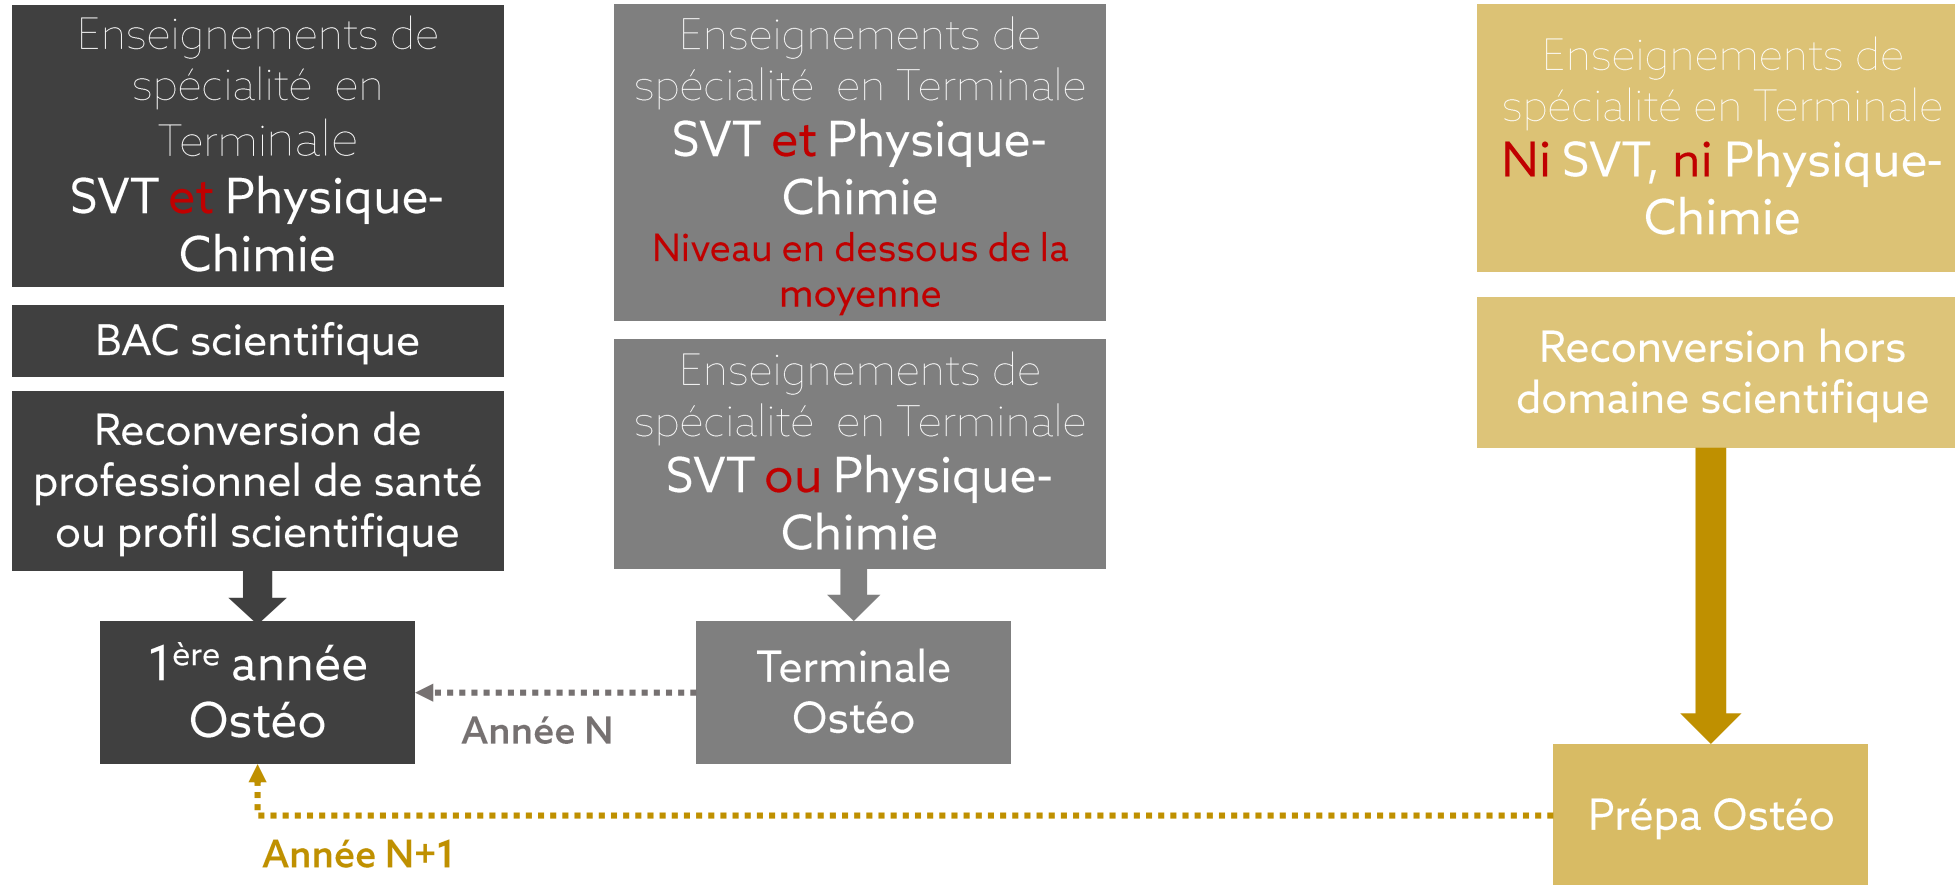 Enseignements de
spécialité en
Terminale
SVT et Physique-
Chimie
BAC scientifique
Reconversion de
professionnel de santé
ou profil scientifique
1ère année
Ostéo
Enseignements de
spécialité en Terminale
SVT et Physique-
Chimie
Niveau en dessous de la
moyenne
Enseignements de
spécialité en Terminale
SVT ou Physique-
Chimie
Terminale
Ostéo
Année N
Enseignements de
spécialité en Terminale
Ni SVT, ni Physique-
Chimie
Reconversion hors
domaine scientifique
Prépa Ostéo
Année N+1